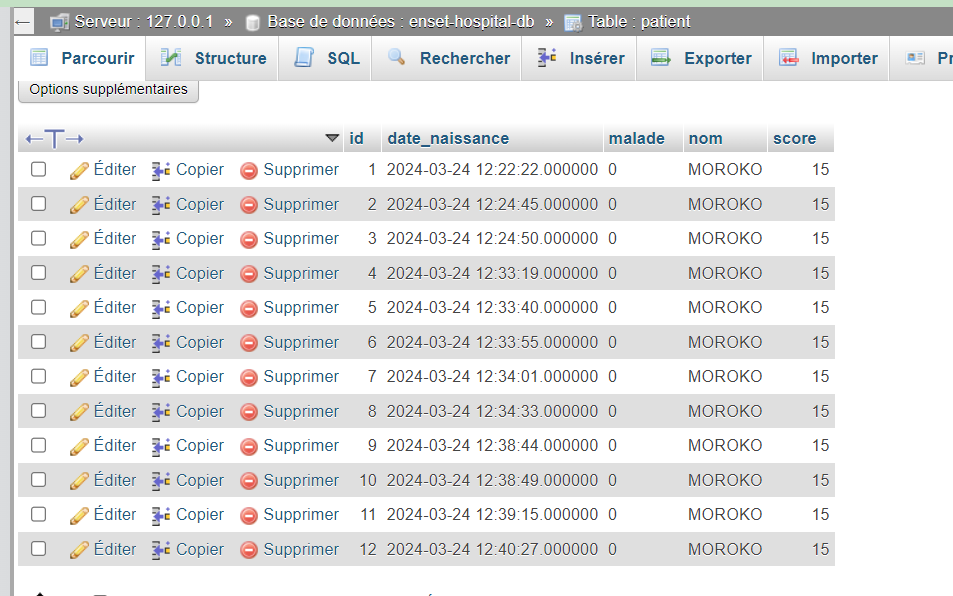 ← Serveur : 127.0.0.1 » Base de données : enset-hospital-db » Table : patient
Parcourir Structure SQL Rechercher Insérer Exporter Importer
Options supplémentaires
←T→ ▼ id date_naissance malade nom score
Éditer Copier Supprimer 1 2024-03-24 12:22:22.000000 0 MOROKO 15
Éditer Copier Supprimer 2 2024-03-24 12:24:45.000000 0 MOROKO 15
Éditer Copier Supprimer 3 2024-03-24 12:24:50.000000 0 MOROKO 15
Éditer Copier Supprimer 4 2024-03-24 12:33:19.000000 0 MOROKO 15
Éditer Copier Supprimer 5 2024-03-24 12:33:40.000000 0 MOROKO 15
Éditer Copier Supprimer 6 2024-03-24 12:33:55.000000 0 MOROKO 15
Éditer Copier Supprimer 7 2024-03-24 12:34:01.000000 0 MOROKO 15
Éditer Copier Supprimer 8 2024-03-24 12:34:33.000000 0 MOROKO 15
Éditer Copier Supprimer 9 2024-03-24 12:38:44.000000 0 MOROKO 15
Éditer Copier Supprimer 10 2024-03-24 12:38:49.000000 0 MOROKO 15
Éditer Copier Supprimer 11 2024-03-24 12:39:15.000000 0 MOROKO 15
Éditer Copier Supprimer 12 2024-03-24 12:40:27.000000 0 MOROKO 15